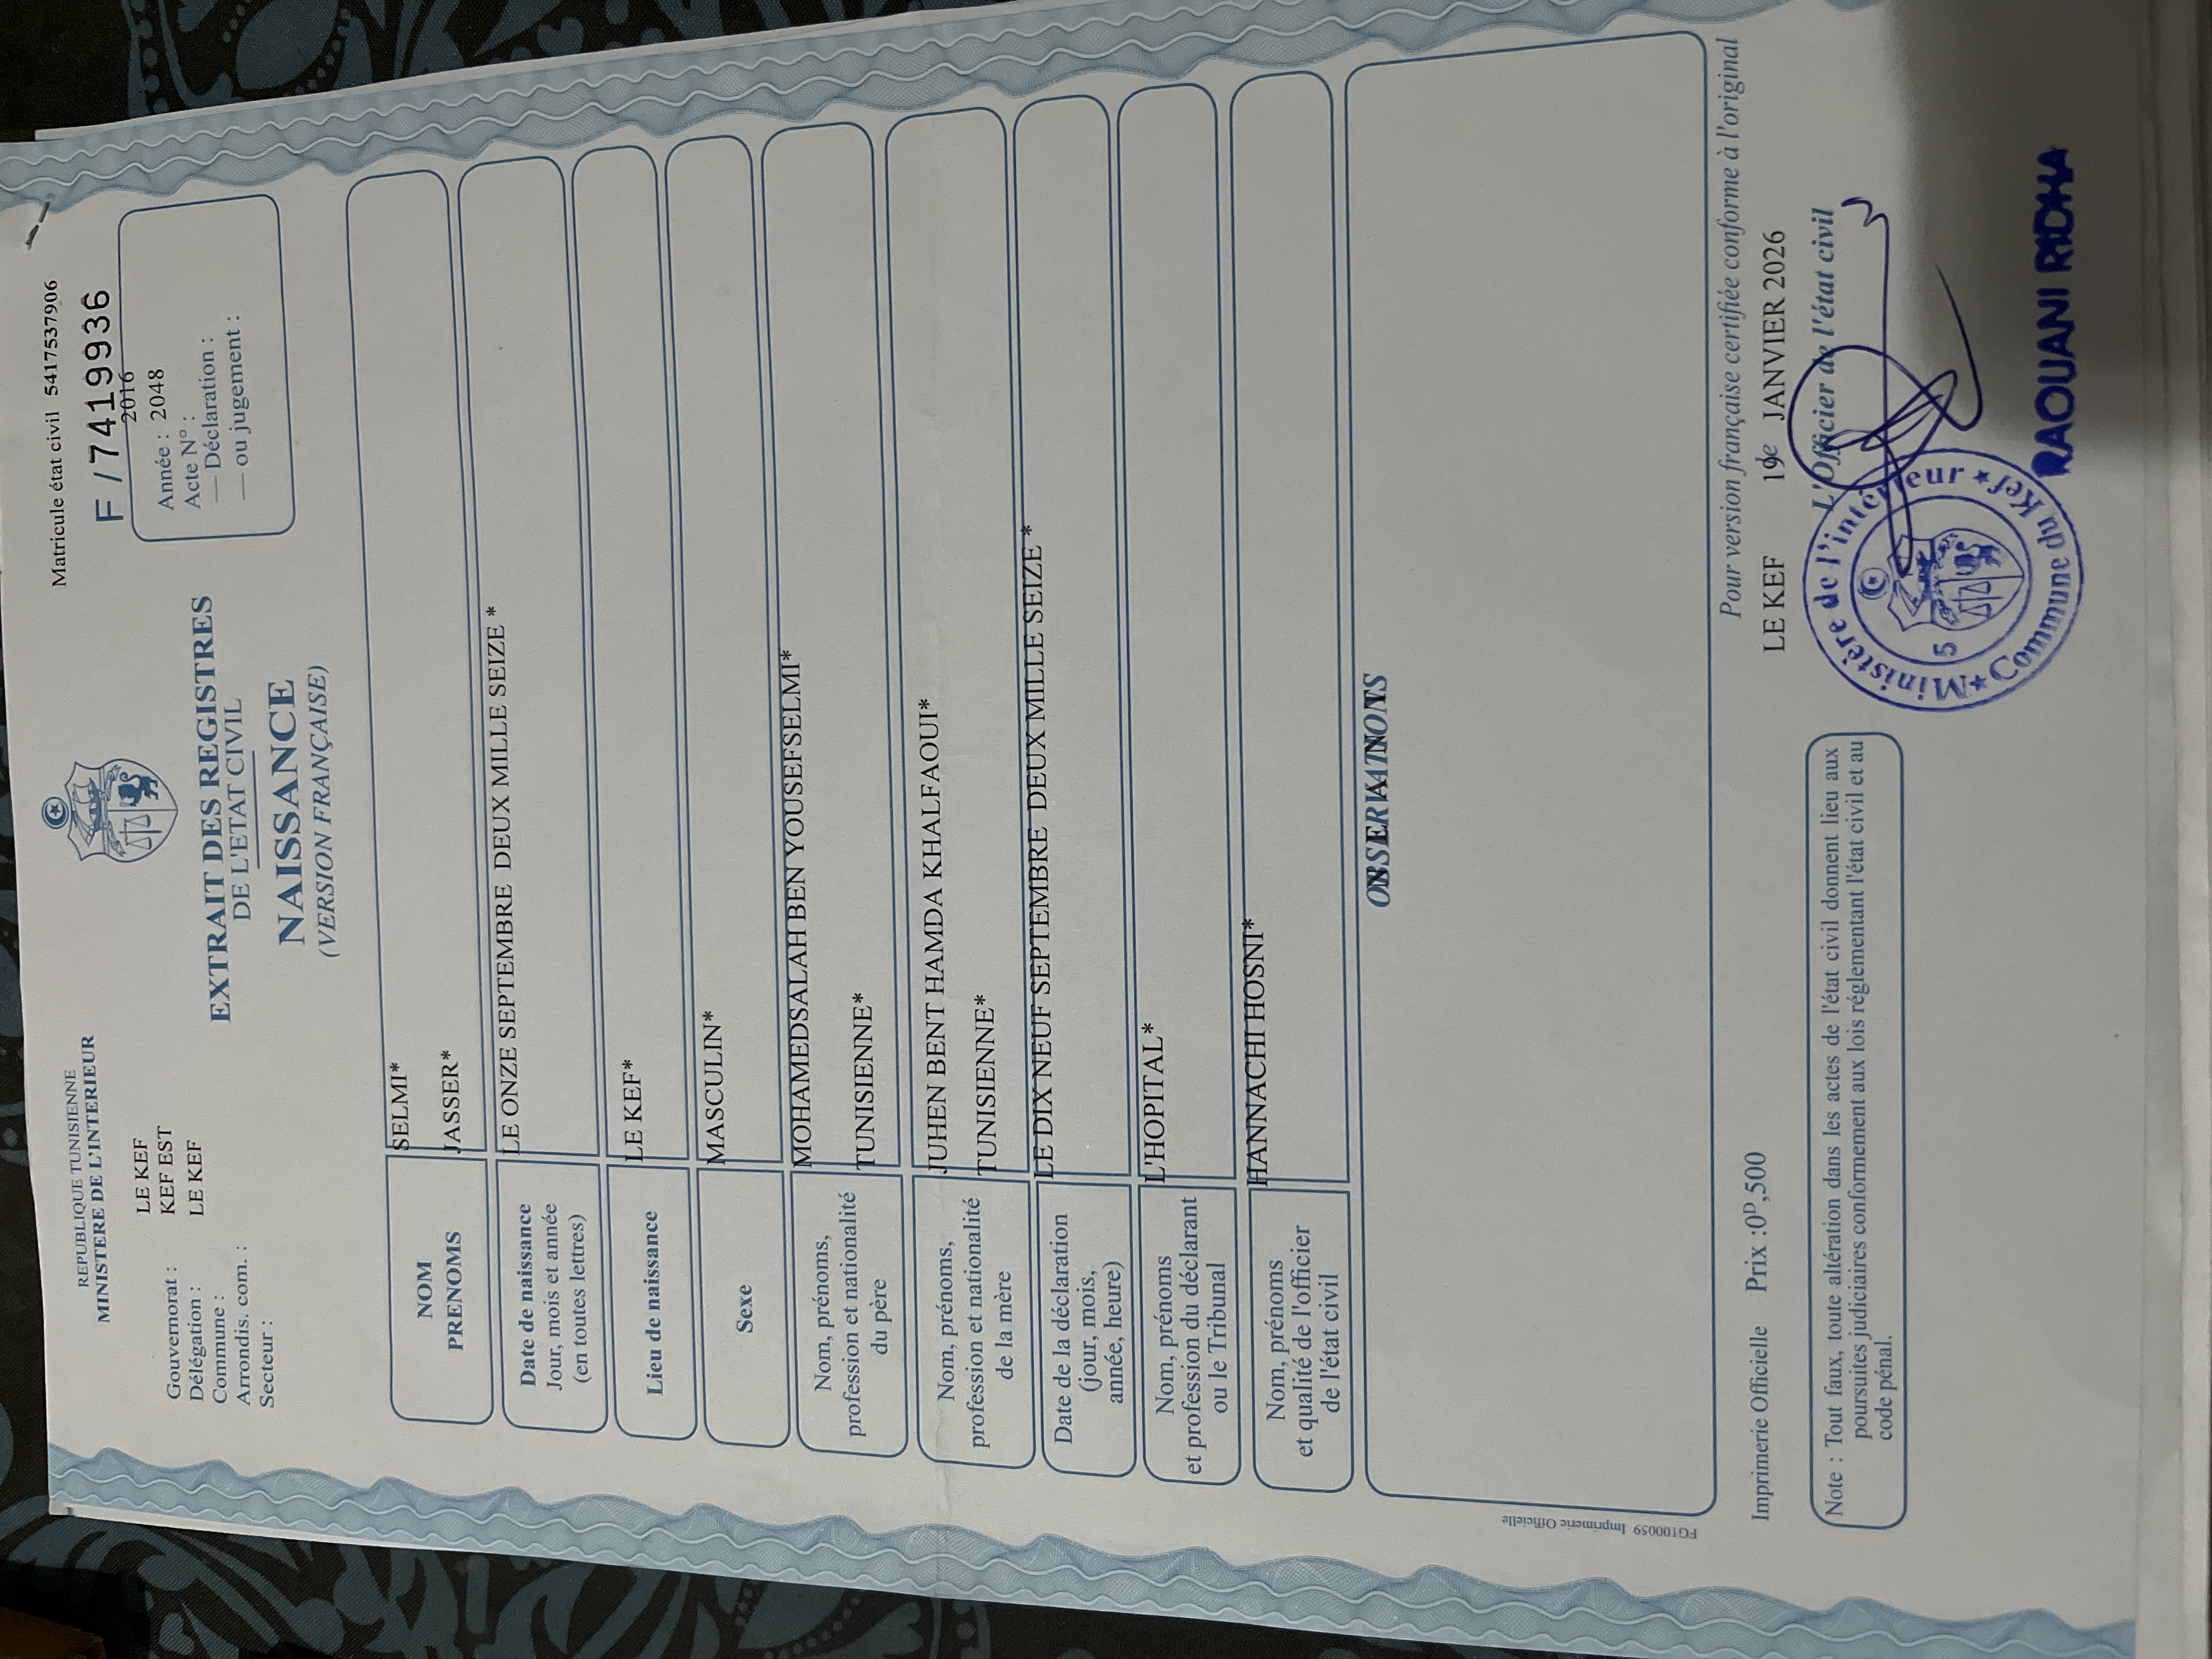 REPUBLIQUE TUNISIENNE
MINISTERE DE L'INTERIEUR
Gouvernorat : LE KEF
Délégation : KEF EST
Commune : LE KEF
Arrondis. com. :
Secteur :
Matricule état civil 5417537906
F / 7419936
2016
Année : 2048
Acte N° :
— Déclaration :
— ou jugement :
EXTRAIT DES REGISTRES
DE L'ETAT CIVIL
NAISSANCE
(VERSION FRANÇAISE)
NOM SELMI*
PRENOMS JASSER*
Date de naissance
Jour, mois et année
(en toutes lettres)
LE ONZE SEPTEMBRE DEUX MILLE SEIZE *
Lieu de naissance LE KEF*
Sexe MASCULIN*
Nom, prénoms,
profession et nationalité
du père
MOHAMEDSALAH BEN YOUSEFSELMI*
TUNISIENNE*
Nom, prénoms,
profession et nationalité
de la mère
JUHEN BENT HAMDA KHALFAOUI*
TUNISIENNE*
Date de la déclaration
(jour, mois,
année, heure)
LE DIX NEUF SEPTEMBRE DEUX MILLE SEIZE *
Nom, prénoms
et profession du déclarant
ou le Tribunal
L'HOPITAL*
Nom, prénoms
et qualité de l'officier
de l'état civil
HANNACHI HOSNI*
OBSERVATIONS
FG100059 Imprimerie Officielle
Imprimerie Officielle Prix :0D,500
Pour version française certifiée conforme à l'original
LE KEF 19e JANVIER 2026
L'Officier de l'état civil
Ministère de l'intérieur
Commune du Kef
5
RAOUANI RIDHA
Note : Tout faux, toute altération dans les actes de l'état civil donnent lieu aux
poursuites judiciaires conformement aux lois réglementant l'état civil et au
code pénal.